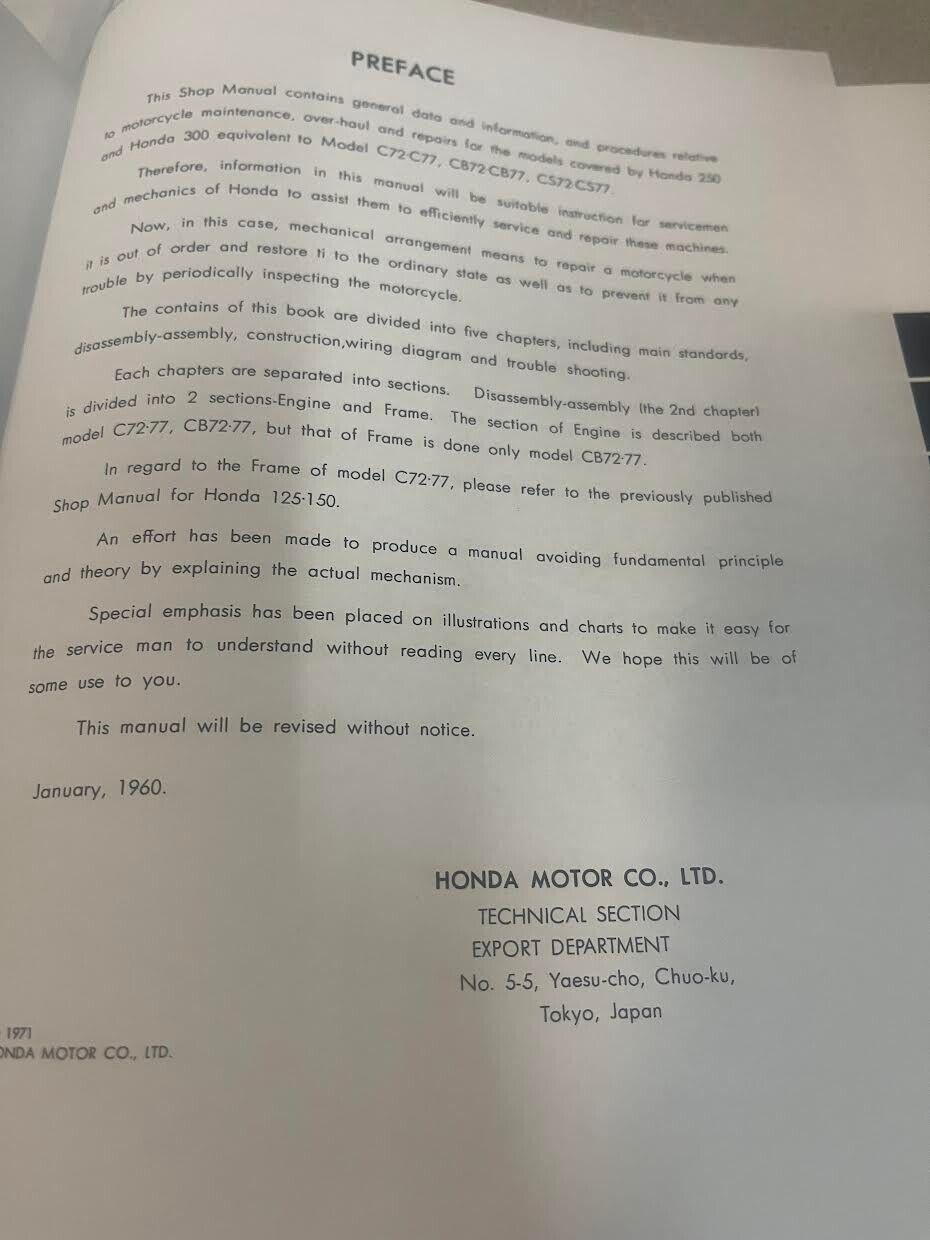 PREFACE
This Shop Manual contains general data and information, and procedures relative
to motorcycle maintenance, over-haul and repairs for the models covered by Honda 250
and Honda 300 equivalent to Model C72·C77, CB72·CB77, CS72·CS77.
Therefore, information in this manual will be suitable instruction for servicemen
and mechanics of Honda to assist them to efficiently service and repair these machines.
Now, in this case, mechanical arrangement means to repair a motorcycle when
it is out of order and restore ti to the ordinary state as well as to prevent it from any
trouble by periodically inspecting the motorcycle.
The contains of this book are divided into five chapters, including main standards,
disassembly-assembly, construction,wiring diagram and trouble shooting.
Each chapters are separated into sections. Disassembly-assembly (the 2nd chapter)
is divided into 2 sections-Engine and Frame. The section of Engine is described both
model C72·77, CB72·77, but that of Frame is done only model CB72·77.
In regard to the Frame of model C72·77, please refer to the previously published
Shop Manual for Honda 125·150.
An effort has been made to produce a manual avoiding fundamental principle
and theory by explaining the actual mechanism.
Special emphasis has been placed on illustrations and charts to make it easy for
the service man to understand without reading every line. We hope this will be of
some use to you.
This manual will be revised without notice.
January, 1960.
HONDA MOTOR CO., LTD.
TECHNICAL SECTION
EXPORT DEPARTMENT
No. 5-5, Yaesu-cho, Chuo-ku,
Tokyo, Japan
1971
ONDA MOTOR CO., LTD.